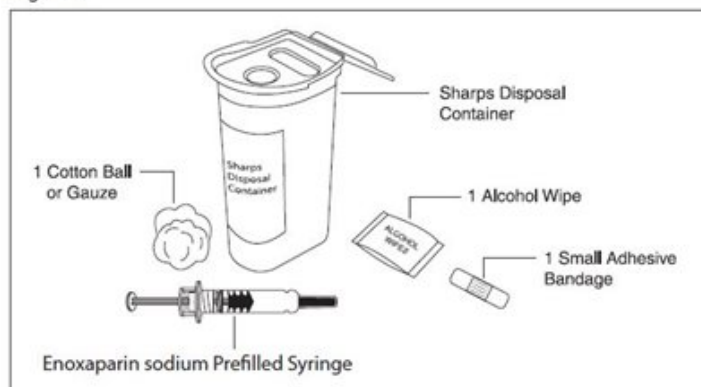 Sharps Disposal
Container
1 Cotton Ball
or Gauze
Sharps
Disposal
Container
1 Alcohol Wipe
ALCOHOL
WIPES
1 Small Adhesive
Bandage
Enoxaparin sodium Prefilled Syringe